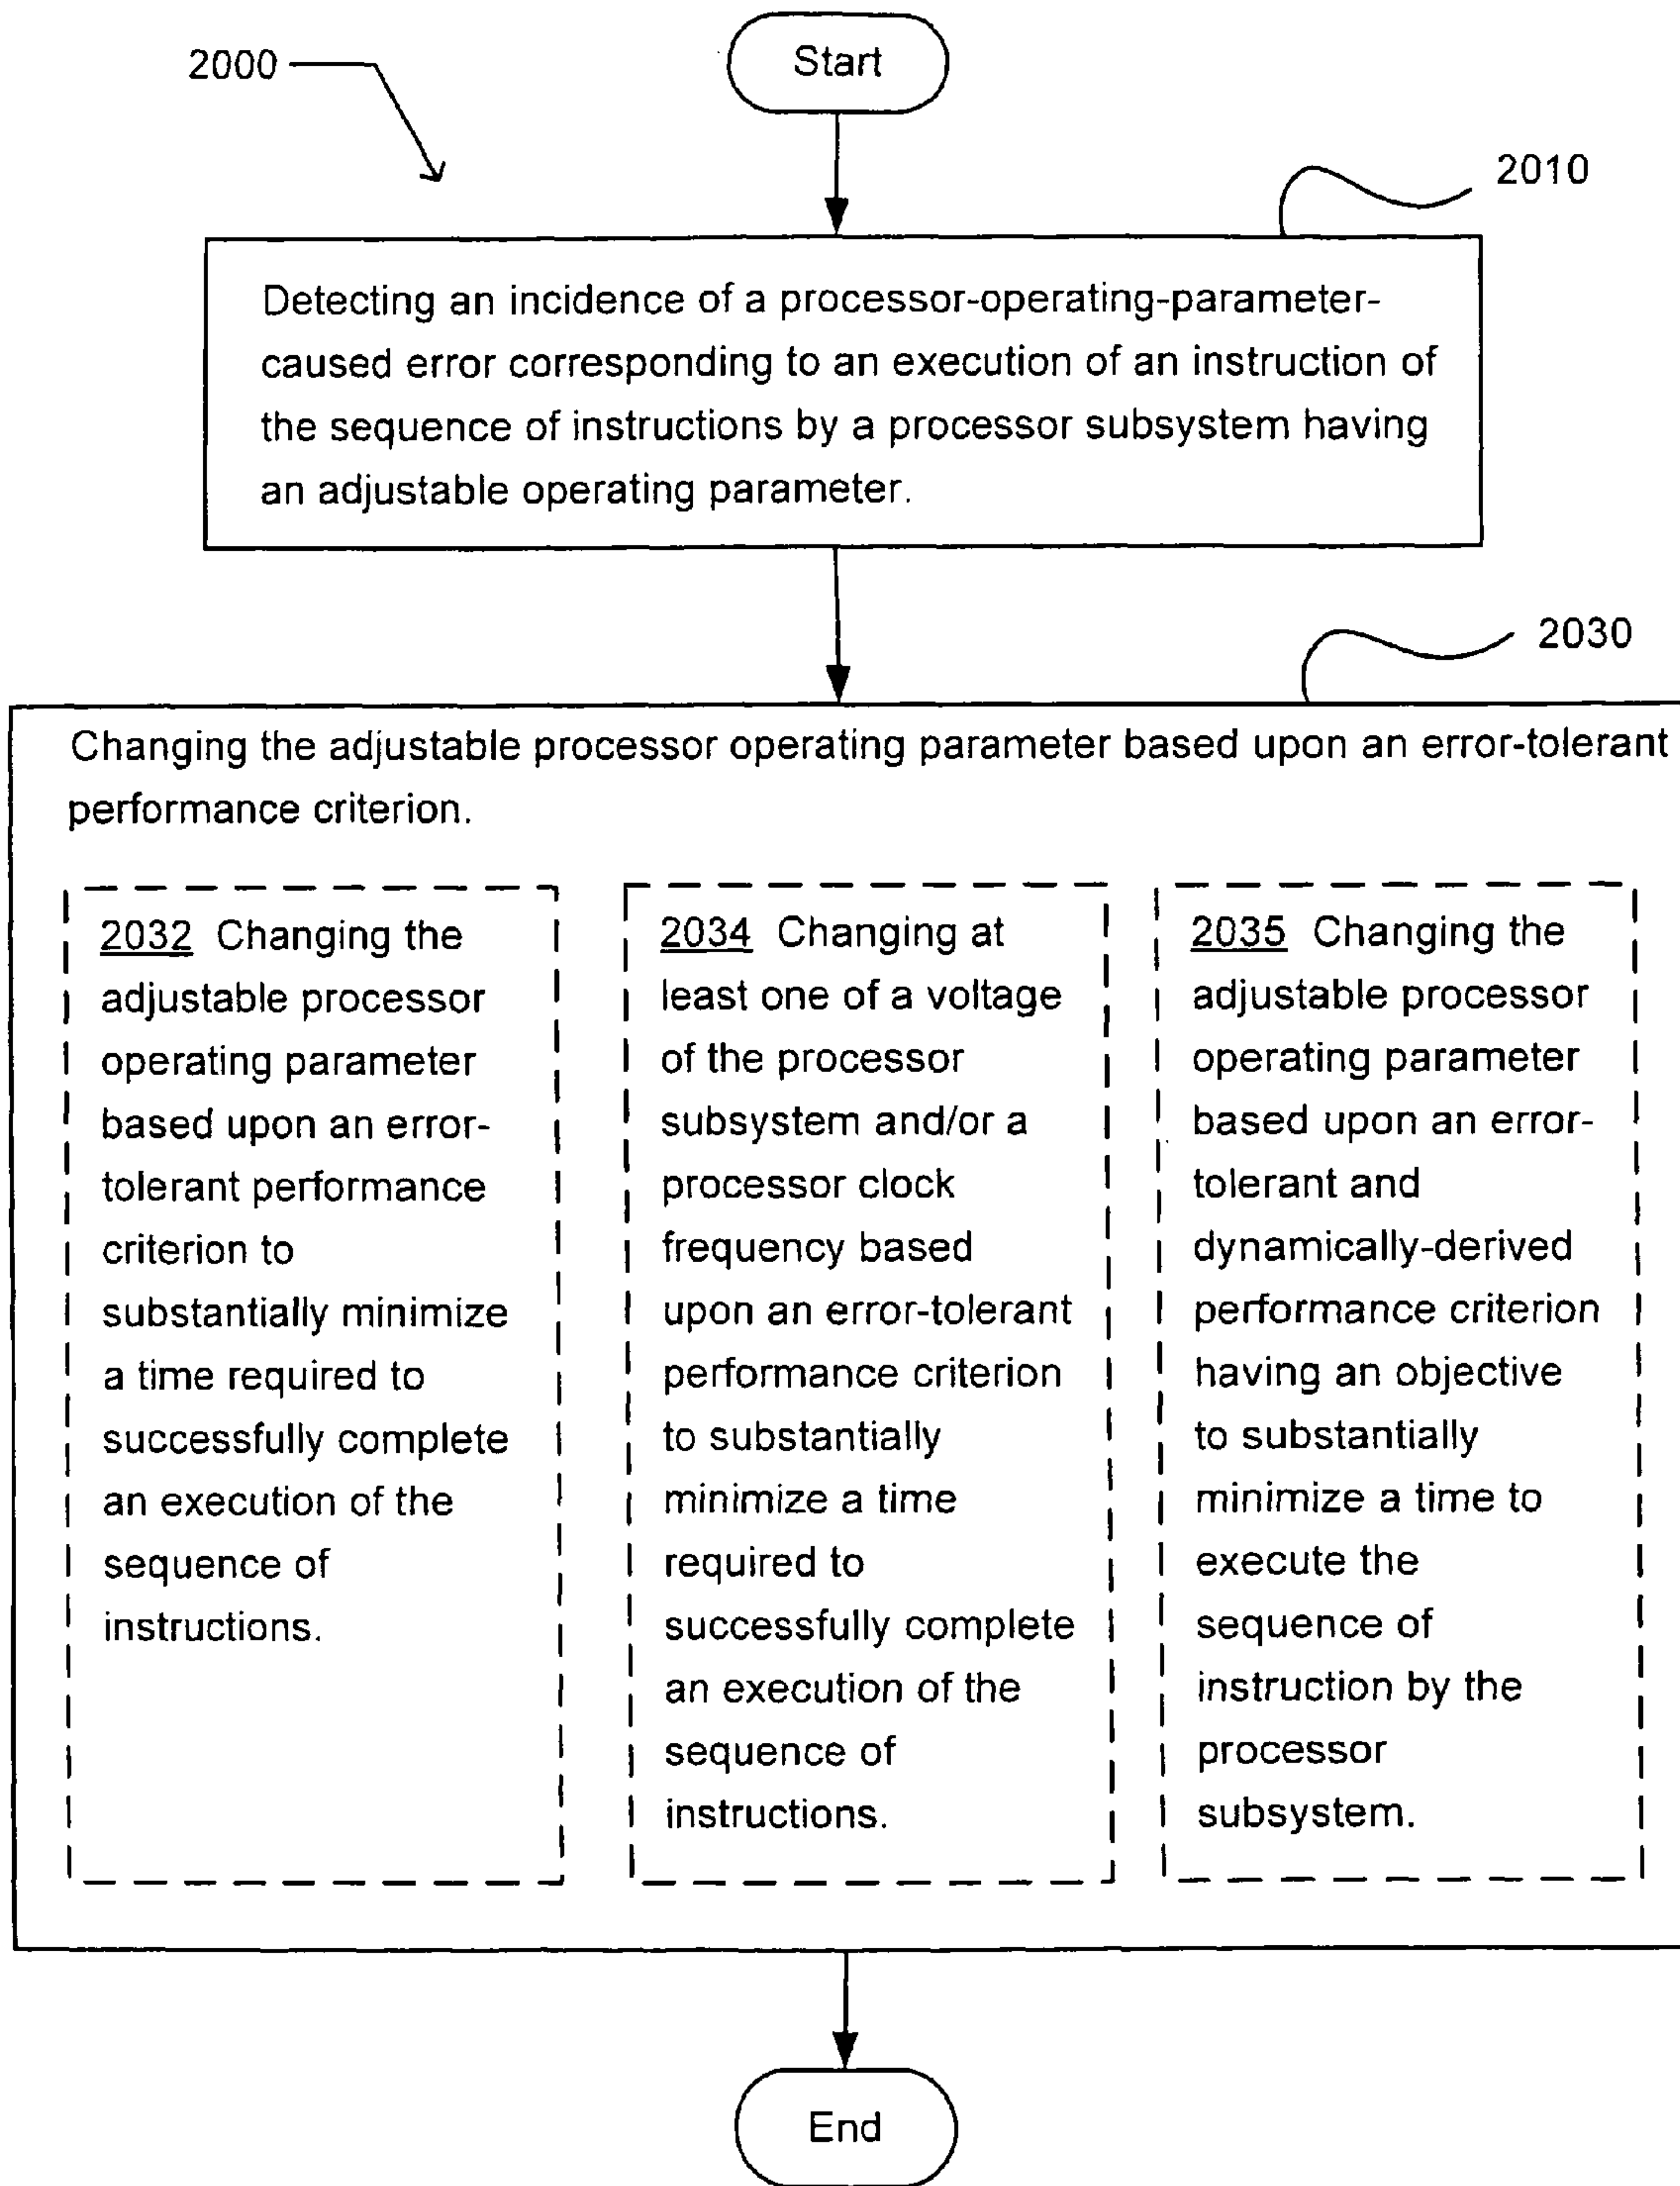 Start
2000
2010
Detecting an incidence of a processor-operating-parameter-
caused error corresponding to an execution of an instruction of
the sequence of instructions by a processor subsystem having
an adjustable operating parameter.
2030
Changing the adjustable processor operating parameter based upon an error-tolerant
performance criterion.
2032 Changing the
adjustable processor
operating parameter
based upon an error-
tolerant performance
criterion to
substantially minimize
a time required to
successfully complete
an execution of the
sequence of
instructions.
2034 Changing at
least one of a voltage
of the processor
subsystem and/or a
processor clock
frequency based
upon an error-tolerant
performance criterion
to substantially
minimize a time
required to
successfully complete
an execution of the
sequence of
instructions.
2035 Changing the
adjustable processor
operating parameter
based upon an error-
tolerant and
dynamically-derived
performance criterion
having an objective
to substantially
minimize a time to
execute the
sequence of
instruction by the
processor
subsystem.
End